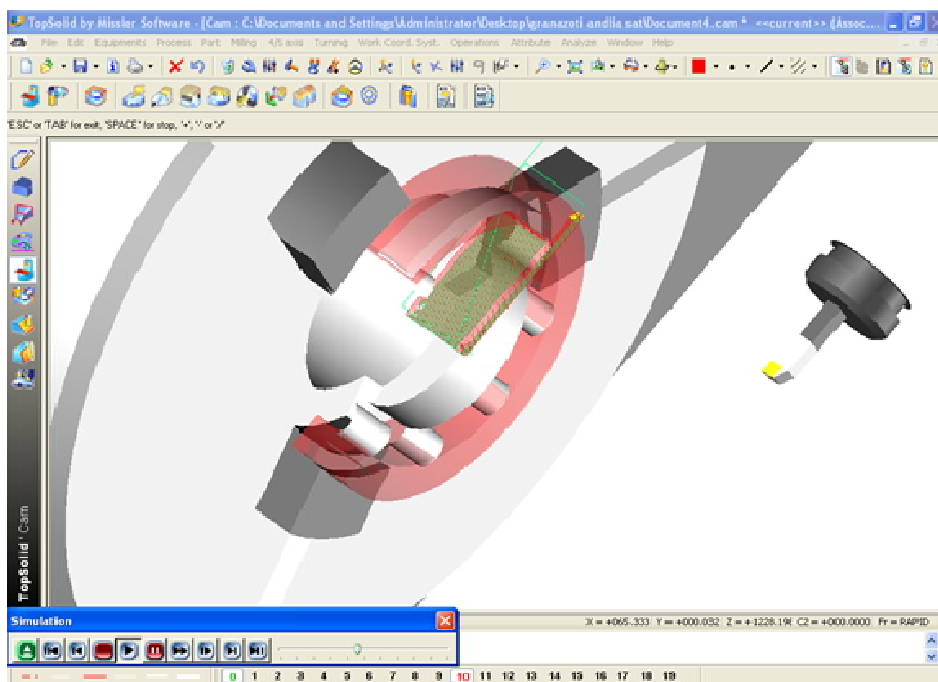 TopSolid by Missler Software - [Cam : C:\Documents and Settings\Administrator\Desktop\granazoti andlia sat\Document4..cam * <<current>> (Assoc....
File Edit Equipments Process Part Milling 4/5 axis Turning Work Coord. Syst. Operations Attribute Analyze Window Help
'ESC' or 'TAB' for exit, 'SPACE' for stop, '+', '-' or '/'
TopSolid'Cam
Simulation
X = +065.333 Y = +000.032 Z = +-1228.196 C2 = +000.0000 Fr = RAPID
0 1 2 3 4 5 6 7 8 9 10 11 12 13 14 15 16 17 18 19